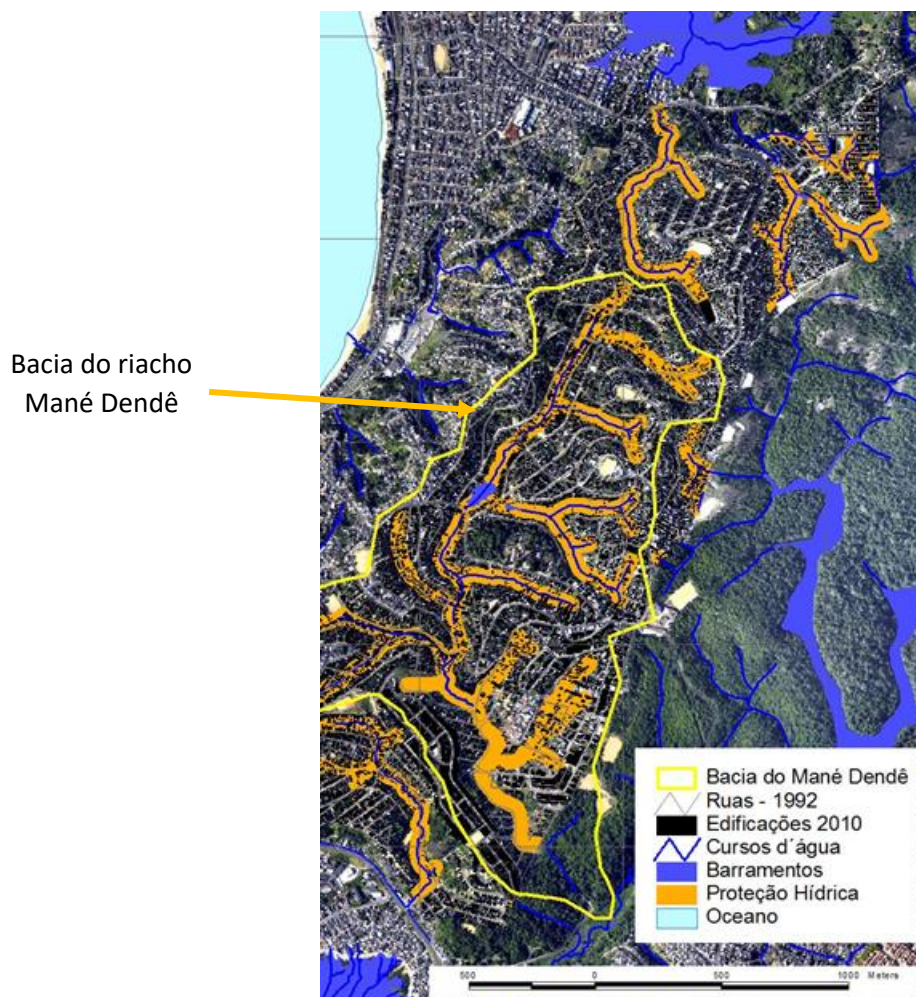 Bacia do riacho
Mané Dendê
Bacia do Mané Dendê
Ruas - 1992
Edificações 2010
Cursos d´água
Barramentos
Proteção Hídrica
Oceano
500 0 500 1000 Meters